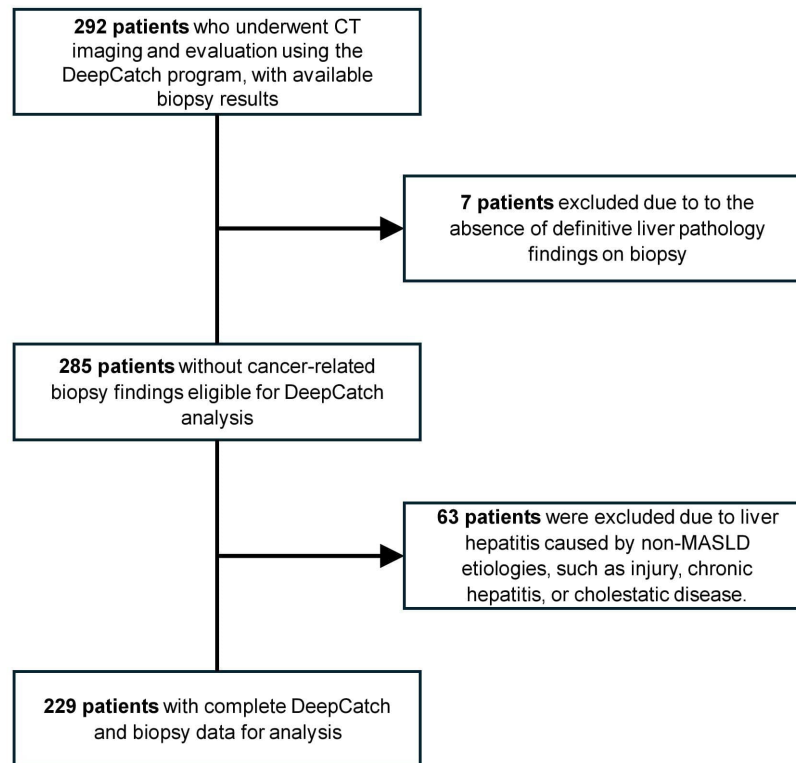 292 patients who underwent CT
imaging and evaluation using the
DeepCatch program, with available
biopsy results
7 patients excluded due to to the
absence of definitive liver pathology
findings on biopsy
285 patients without cancer-related
biopsy findings eligible for DeepCatch
analysis
63 patients were excluded due to liver
hepatitis caused by non-MASLD
etiologies, such as injury, chronic
hepatitis, or cholestatic disease.
229 patients with complete DeepCatch
and biopsy data for analysis